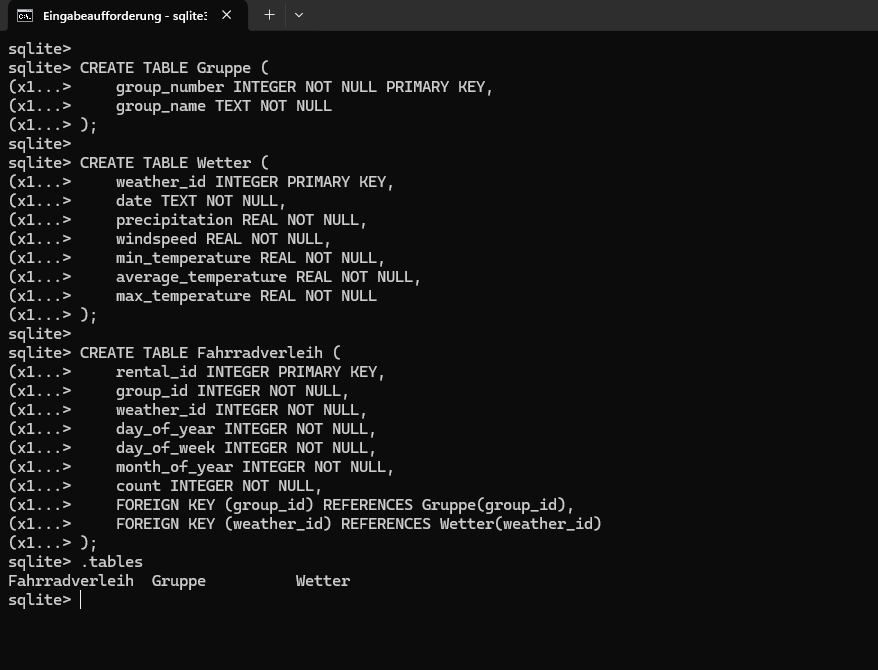 Eingabeaufforderung - sqlite3
sqlite>
sqlite> CREATE TABLE Gruppe (
(x1...>     group_number INTEGER NOT NULL PRIMARY KEY,
(x1...>     group_name TEXT NOT NULL
(x1...> );
sqlite>
sqlite> CREATE TABLE Wetter (
(x1...>     weather_id INTEGER PRIMARY KEY,
(x1...>     date TEXT NOT NULL,
(x1...>     precipitation REAL NOT NULL,
(x1...>     windspeed REAL NOT NULL,
(x1...>     min_temperature REAL NOT NULL,
(x1...>     average_temperature REAL NOT NULL,
(x1...>     max_temperature REAL NOT NULL
(x1...> );
sqlite>
sqlite> CREATE TABLE Fahrradverleih (
(x1...>     rental_id INTEGER PRIMARY KEY,
(x1...>     group_id INTEGER NOT NULL,
(x1...>     weather_id INTEGER NOT NULL,
(x1...>     day_of_year INTEGER NOT NULL,
(x1...>     day_of_week INTEGER NOT NULL,
(x1...>     month_of_year INTEGER NOT NULL,
(x1...>     count INTEGER NOT NULL,
(x1...>     FOREIGN KEY (group_id) REFERENCES Gruppe(group_id),
(x1...>     FOREIGN KEY (weather_id) REFERENCES Wetter(weather_id)
(x1...> );
sqlite> .tables
Fahrradverleih  Gruppe          Wetter
sqlite>